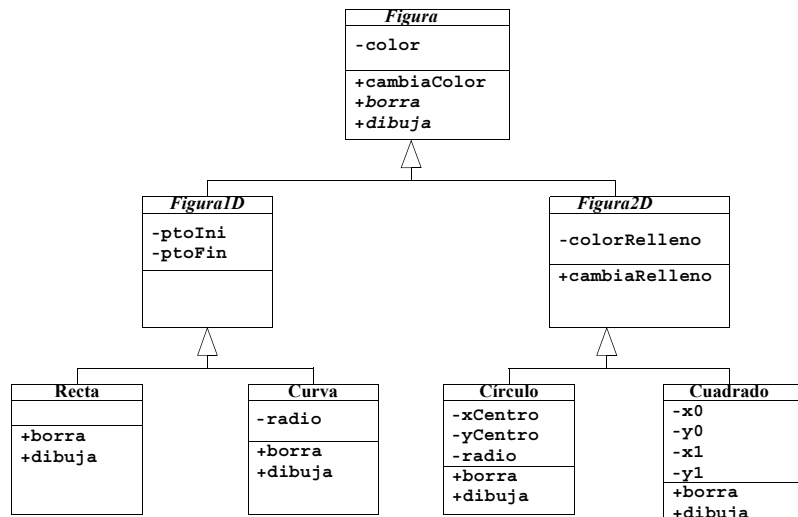 Figura
-color
+cambiaColor
+borra
+dibuja
Figura1D
-ptoIni
-ptoFin
Figura2D
-colorRelleno
+cambiaRelleno
Recta
+borra
+dibuja
Curva
-radio
+borra
+dibuja
Círculo
-xCentro
-yCentro
-radio
+borra
+dibuja
Cuadrado
-x0
-y0
-x1
-y1
+borra
+dibuja